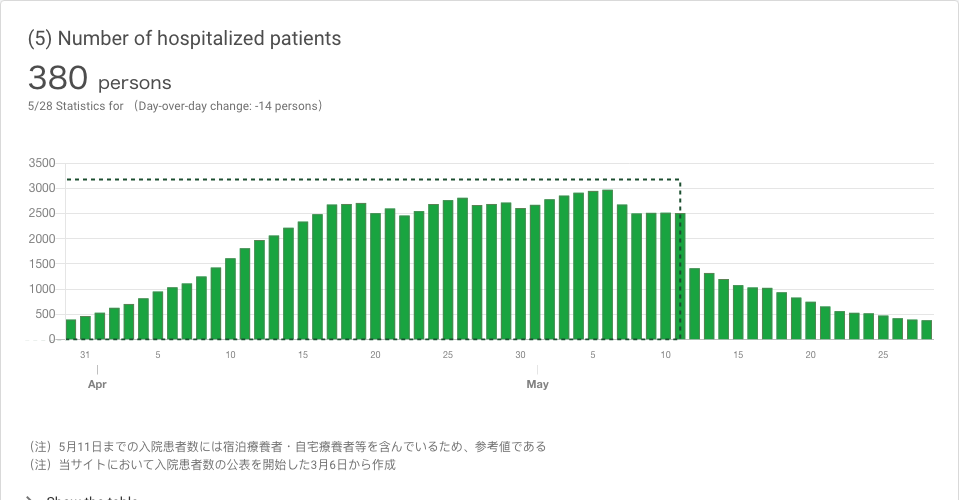 (5) Number of hospitalized patients
380 persons
5/28 Statistics for （Day-over-day change: -14 persons）
3500
3000
2500
2000
1500
1000
500
0
31 5 10 15 20 25 30 5 10 15 20 25
Apr May
（注）5月11日までの入院患者数には宿泊療養者・自宅療養者等を含んでいるため、参考値である
（注）当サイトにおいて入院患者数の公表を開始した3月6日から作成
Show the table